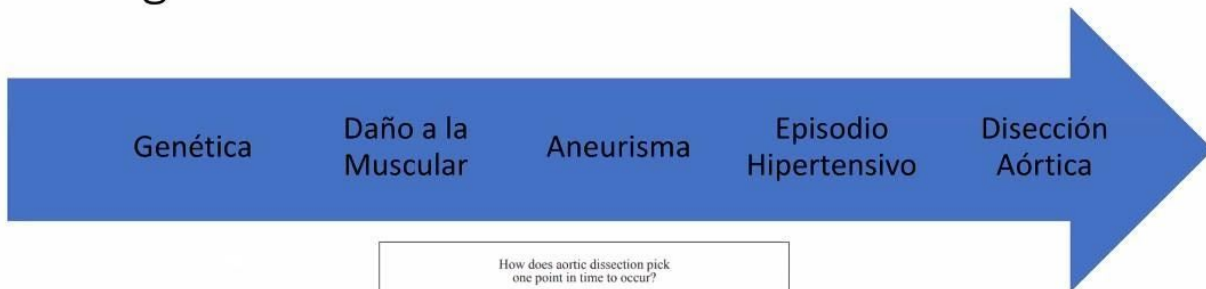 Genética
Daño a la
Muscular
Aneurisma
Episodio
Hipertensivo
Disección
Aórtica
How does aortic dissection pick
one point in time to occur?